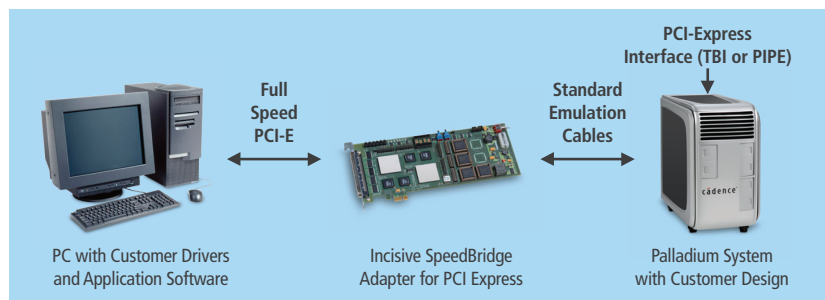 PCI-Express
Interface (TBI or PIPE)
Full
Speed
PCI-E
Standard
Emulation
Cables
cādence
PC with Customer Drivers
and Application Software
Incisive SpeedBridge
Adapter for PCI Express
Palladium System
with Customer Design